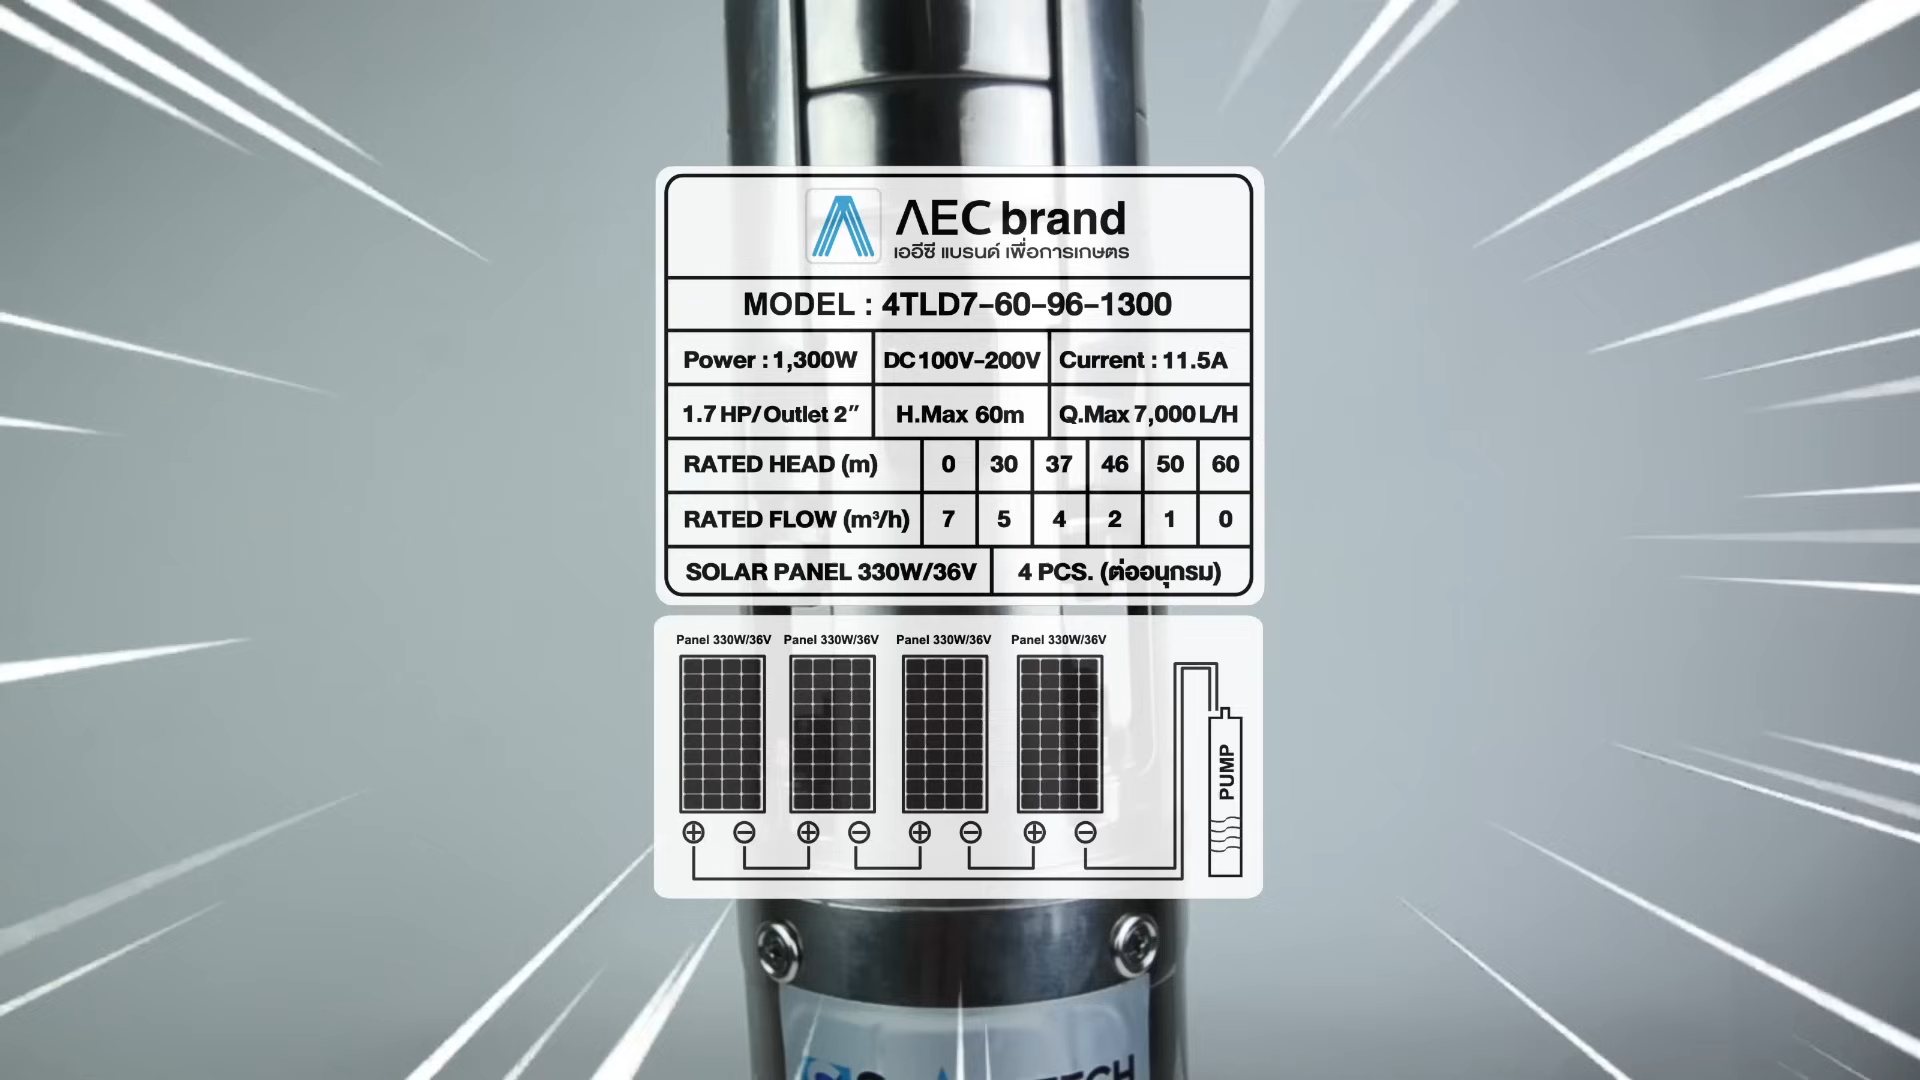 AEC brand
เออีซี แบรนด์ เพื่อการเกษตร
MODEL : 4TLD7-60-96-1300
Power : 1,300W DC 100V-200V Current : 11.5A
1.7 HP/ Outlet 2” H.Max 60m Q.Max 7,000 L/H
RATED HEAD (m) 0 30 37 46 50 60
RATED FLOW (m³/h) 7 5 4 2 1 0
SOLAR PANEL 330W/36V 4 PCS. (ต่ออนุกรม)
Panel 330W/36V Panel 330W/36V Panel 330W/36V Panel 330W/36V
PUMP